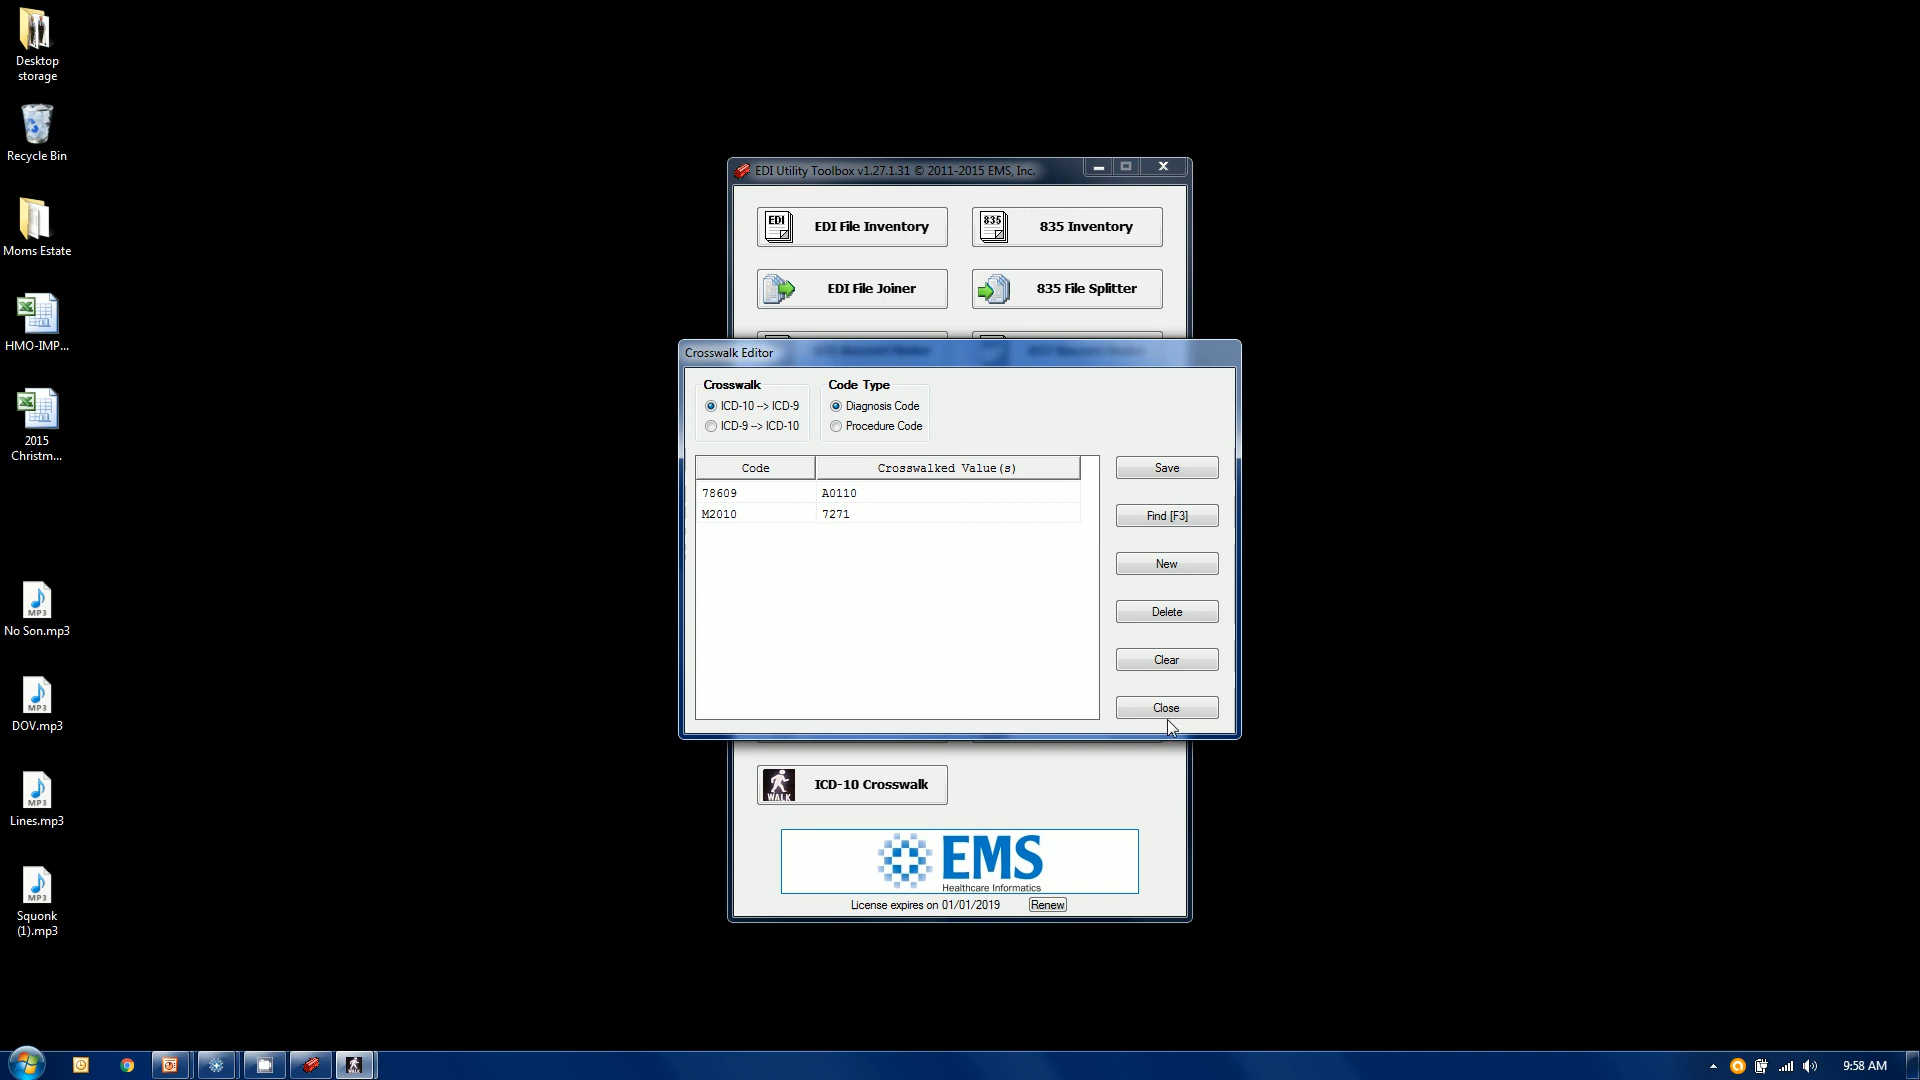 Desktop
storage
Recycle Bin
Moms Estate
HMO-IMP...
2015
Christm...
MP3
No Son.mp3
MP3
DOV.mp3
MP3
Lines.mp3
MP3
Squonk
(1).mp3
EDI Utility Toolbox v1.27.1.31 © 2011-2015 EMS, Inc.
EDI
EDI File Inventory
835
835 Inventory
EDI File Joiner
835 File Splitter
Crosswalk Editor
Crosswalk
ICD-10 --> ICD-9
ICD-9 --> ICD-10
Code Type
Diagnosis Code
Procedure Code
Code
Crosswalked Value(s)
78609
A0110
M2010
7271
Save
Find [F3]
New
Delete
Clear
Close
WALK
ICD-10 Crosswalk
EMS
Healthcare Informatics
License expires on 01/01/2019
Renew
9:58 AM